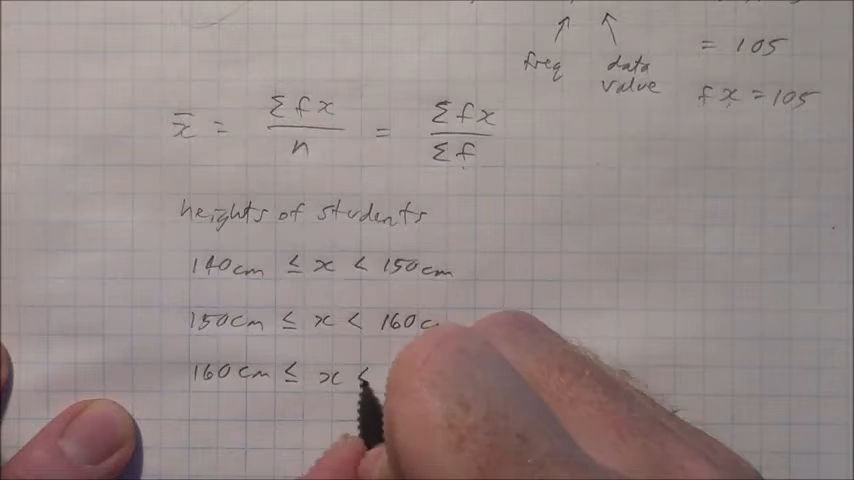 freq data value
= 105
fx = 105
x̄ = Σfx / n = Σfx / Σf
heights of students
140cm ≤ x < 150cm
150cm ≤ x < 160c
160cm ≤ x <